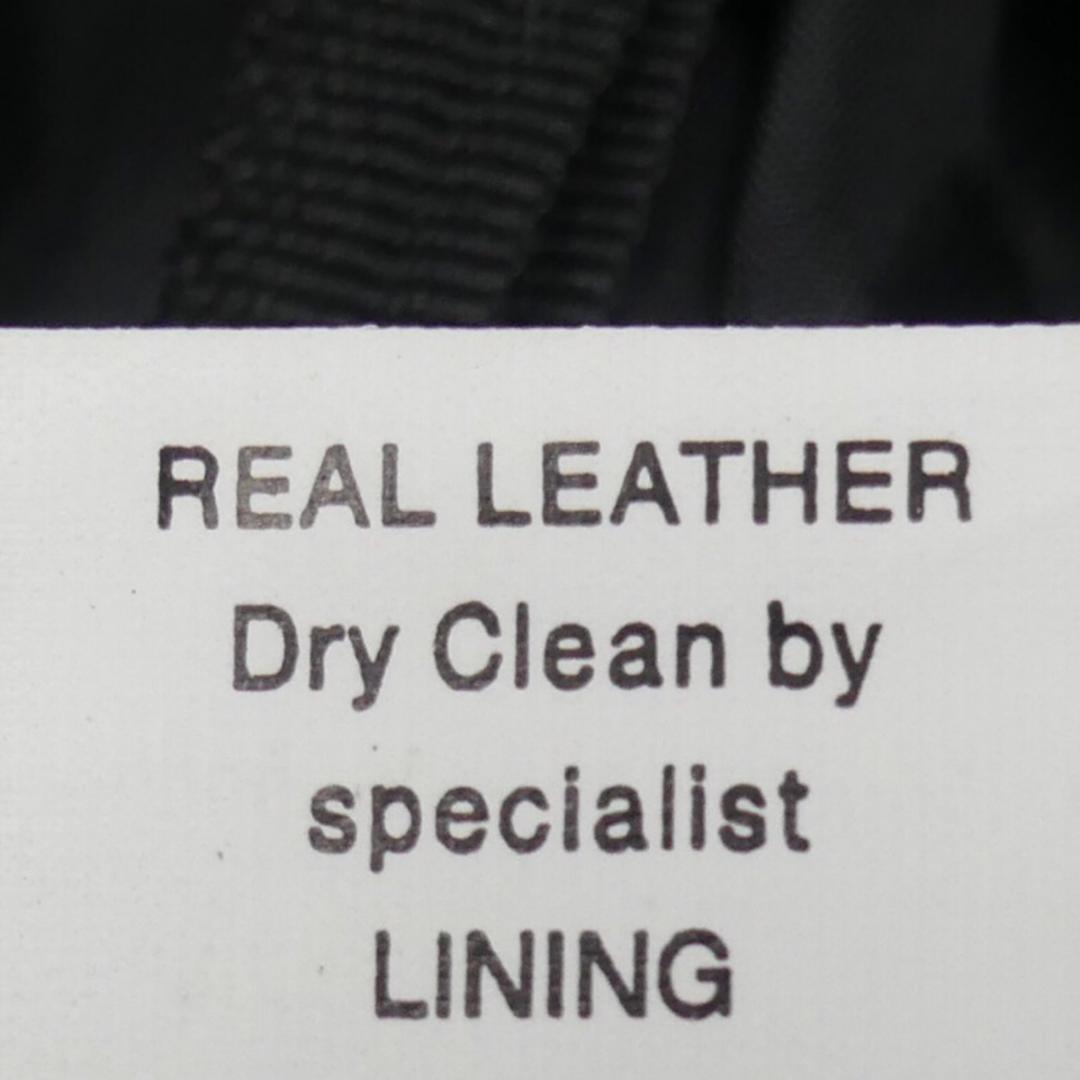 REAL LEATHER
Dry Clean by
specialist
LINING